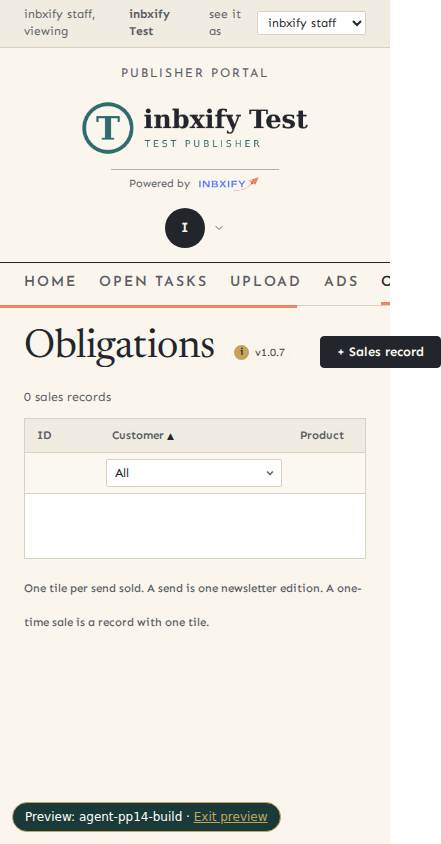 inbxify staff, viewing
inbxify Test
see it as
inbxify staff
PUBLISHER PORTAL
T
inbxify Test
TEST PUBLISHER
Powered by INBXIFY
I
HOME OPEN TASKS UPLOAD ADS
Obligations
i v1.0.7
+ Sales record
0 sales records
ID Customer ▲ Product
All
One tile per send sold. A send is one newsletter edition. A one-
time sale is a record with one tile.
Preview: agent-pp14-build · Exit preview